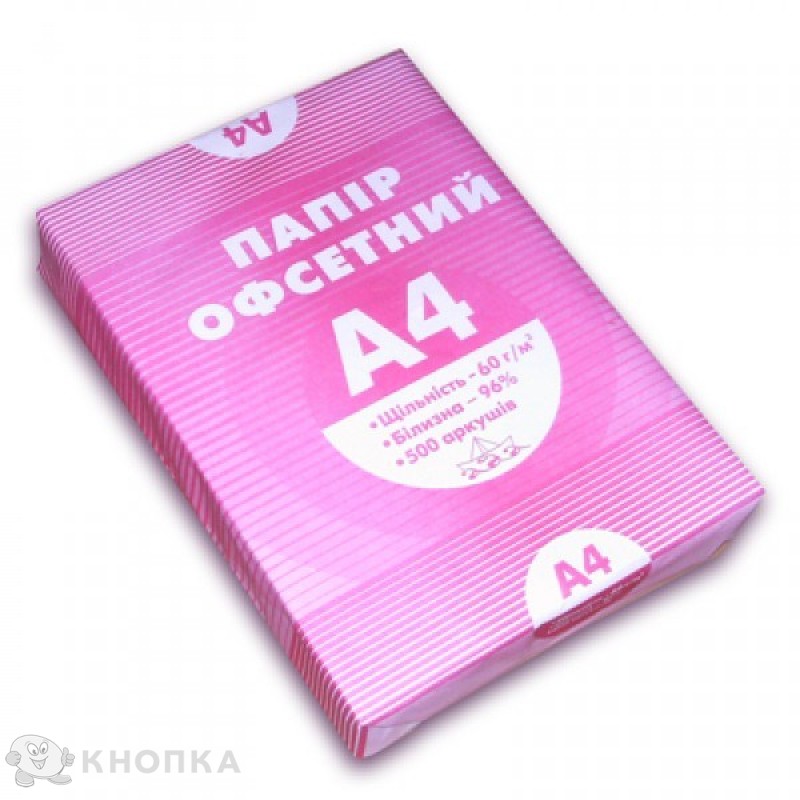 A4
ПАПІР
ОФСЕТНИЙ
A4
•Щільність - 60 г/м²
•Білизна – 96%
•500 аркушів
A4
КНОПКА